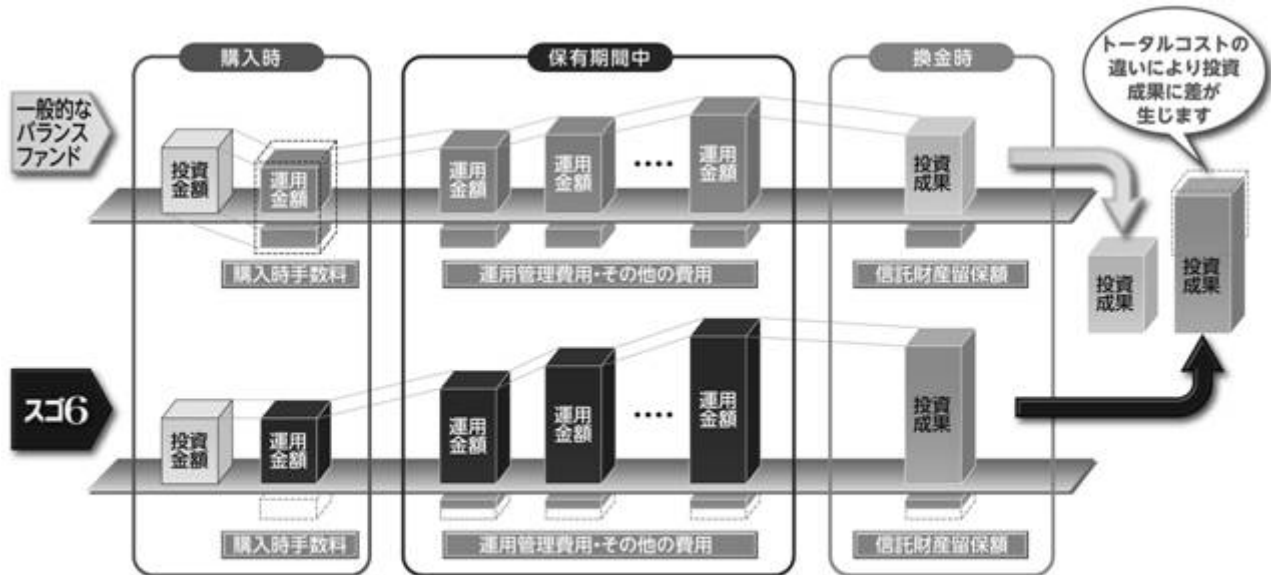 購入時
保有期間中
換金時
トータルコストの
違いにより投資
成果に差が
生じます
一般的な
バランス
ファンド
投資
金額
運用
金額
運用
金額
運用
金額
運用
金額
投資
成果
購入時手数料
運用管理費用・その他の費用
信託財産留保額
投資
成果
投資
成果
スゴ6
投資
金額
運用
金額
運用
金額
運用
金額
運用
金額
投資
成果
購入時手数料
運用管理費用・その他の費用
信託財産留保額